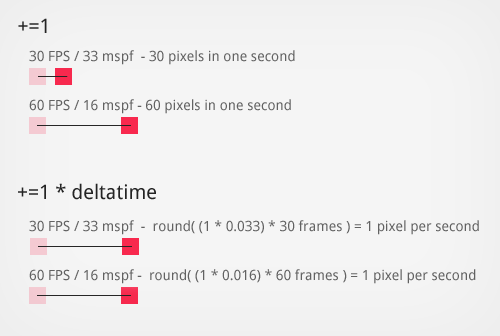 +=1
30 FPS / 33 mspf  - 30 pixels in one second
60 FPS / 16 mspf - 60 pixels in one second
+=1 * deltatime
30 FPS / 33 mspf  -  round( (1 * 0.033) * 30 frames ) = 1 pixel per second
60 FPS / 16 mspf -  round( (1 * 0.016) * 60 frames ) = 1 pixel per second